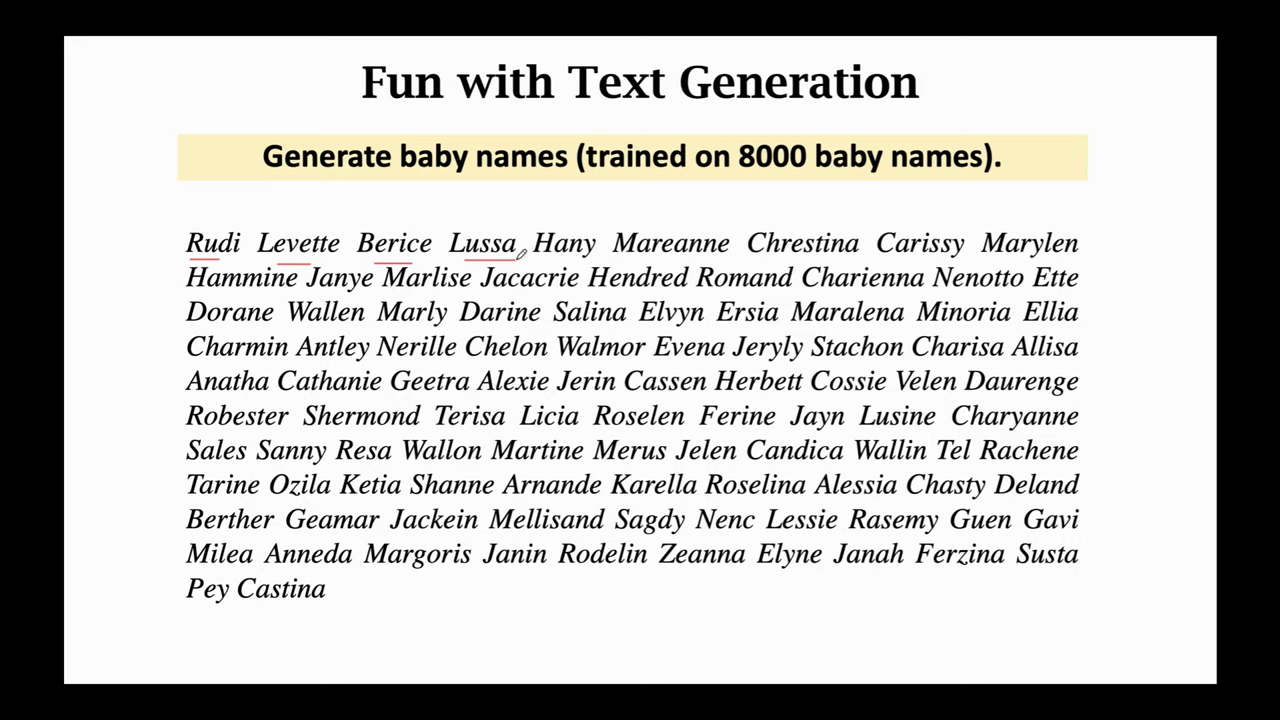 Fun with Text Generation
Generate baby names (trained on 8000 baby names).
Rudi Levette Berice Lussa Hany Mareanne Chrestina Carissy Marylen
Hammine Janye Marlise Jacacrie Hendred Romand Charienna Nenotto Ette
Dorane Wallen Marly Darine Salina Elvyn Ersia Maralena Minoria Ellia
Charmin Antley Nerille Chelon Walmor Evena Jeryly Stachon Charisa Allisa
Anatha Cathanie Geetra Alexie Jerin Cassen Herbett Cossie Velen Daurenge
Robester Shermond Terisa Licia Roselen Ferine Jayn Lusine Charyanne
Sales Sanny Resa Wallon Martine Merus Jelen Candica Wallin Tel Rachene
Tarine Ozila Ketia Shanne Arnande Karella Roselina Alessia Chasty Deland
Berther Geamar Jackein Mellisand Sagdy Nenc Lessie Rasemy Guen Gavi
Milea Anneda Margoris Janin Rodelin Zeanna Elyne Janah Ferzina Susta
Pey Castina